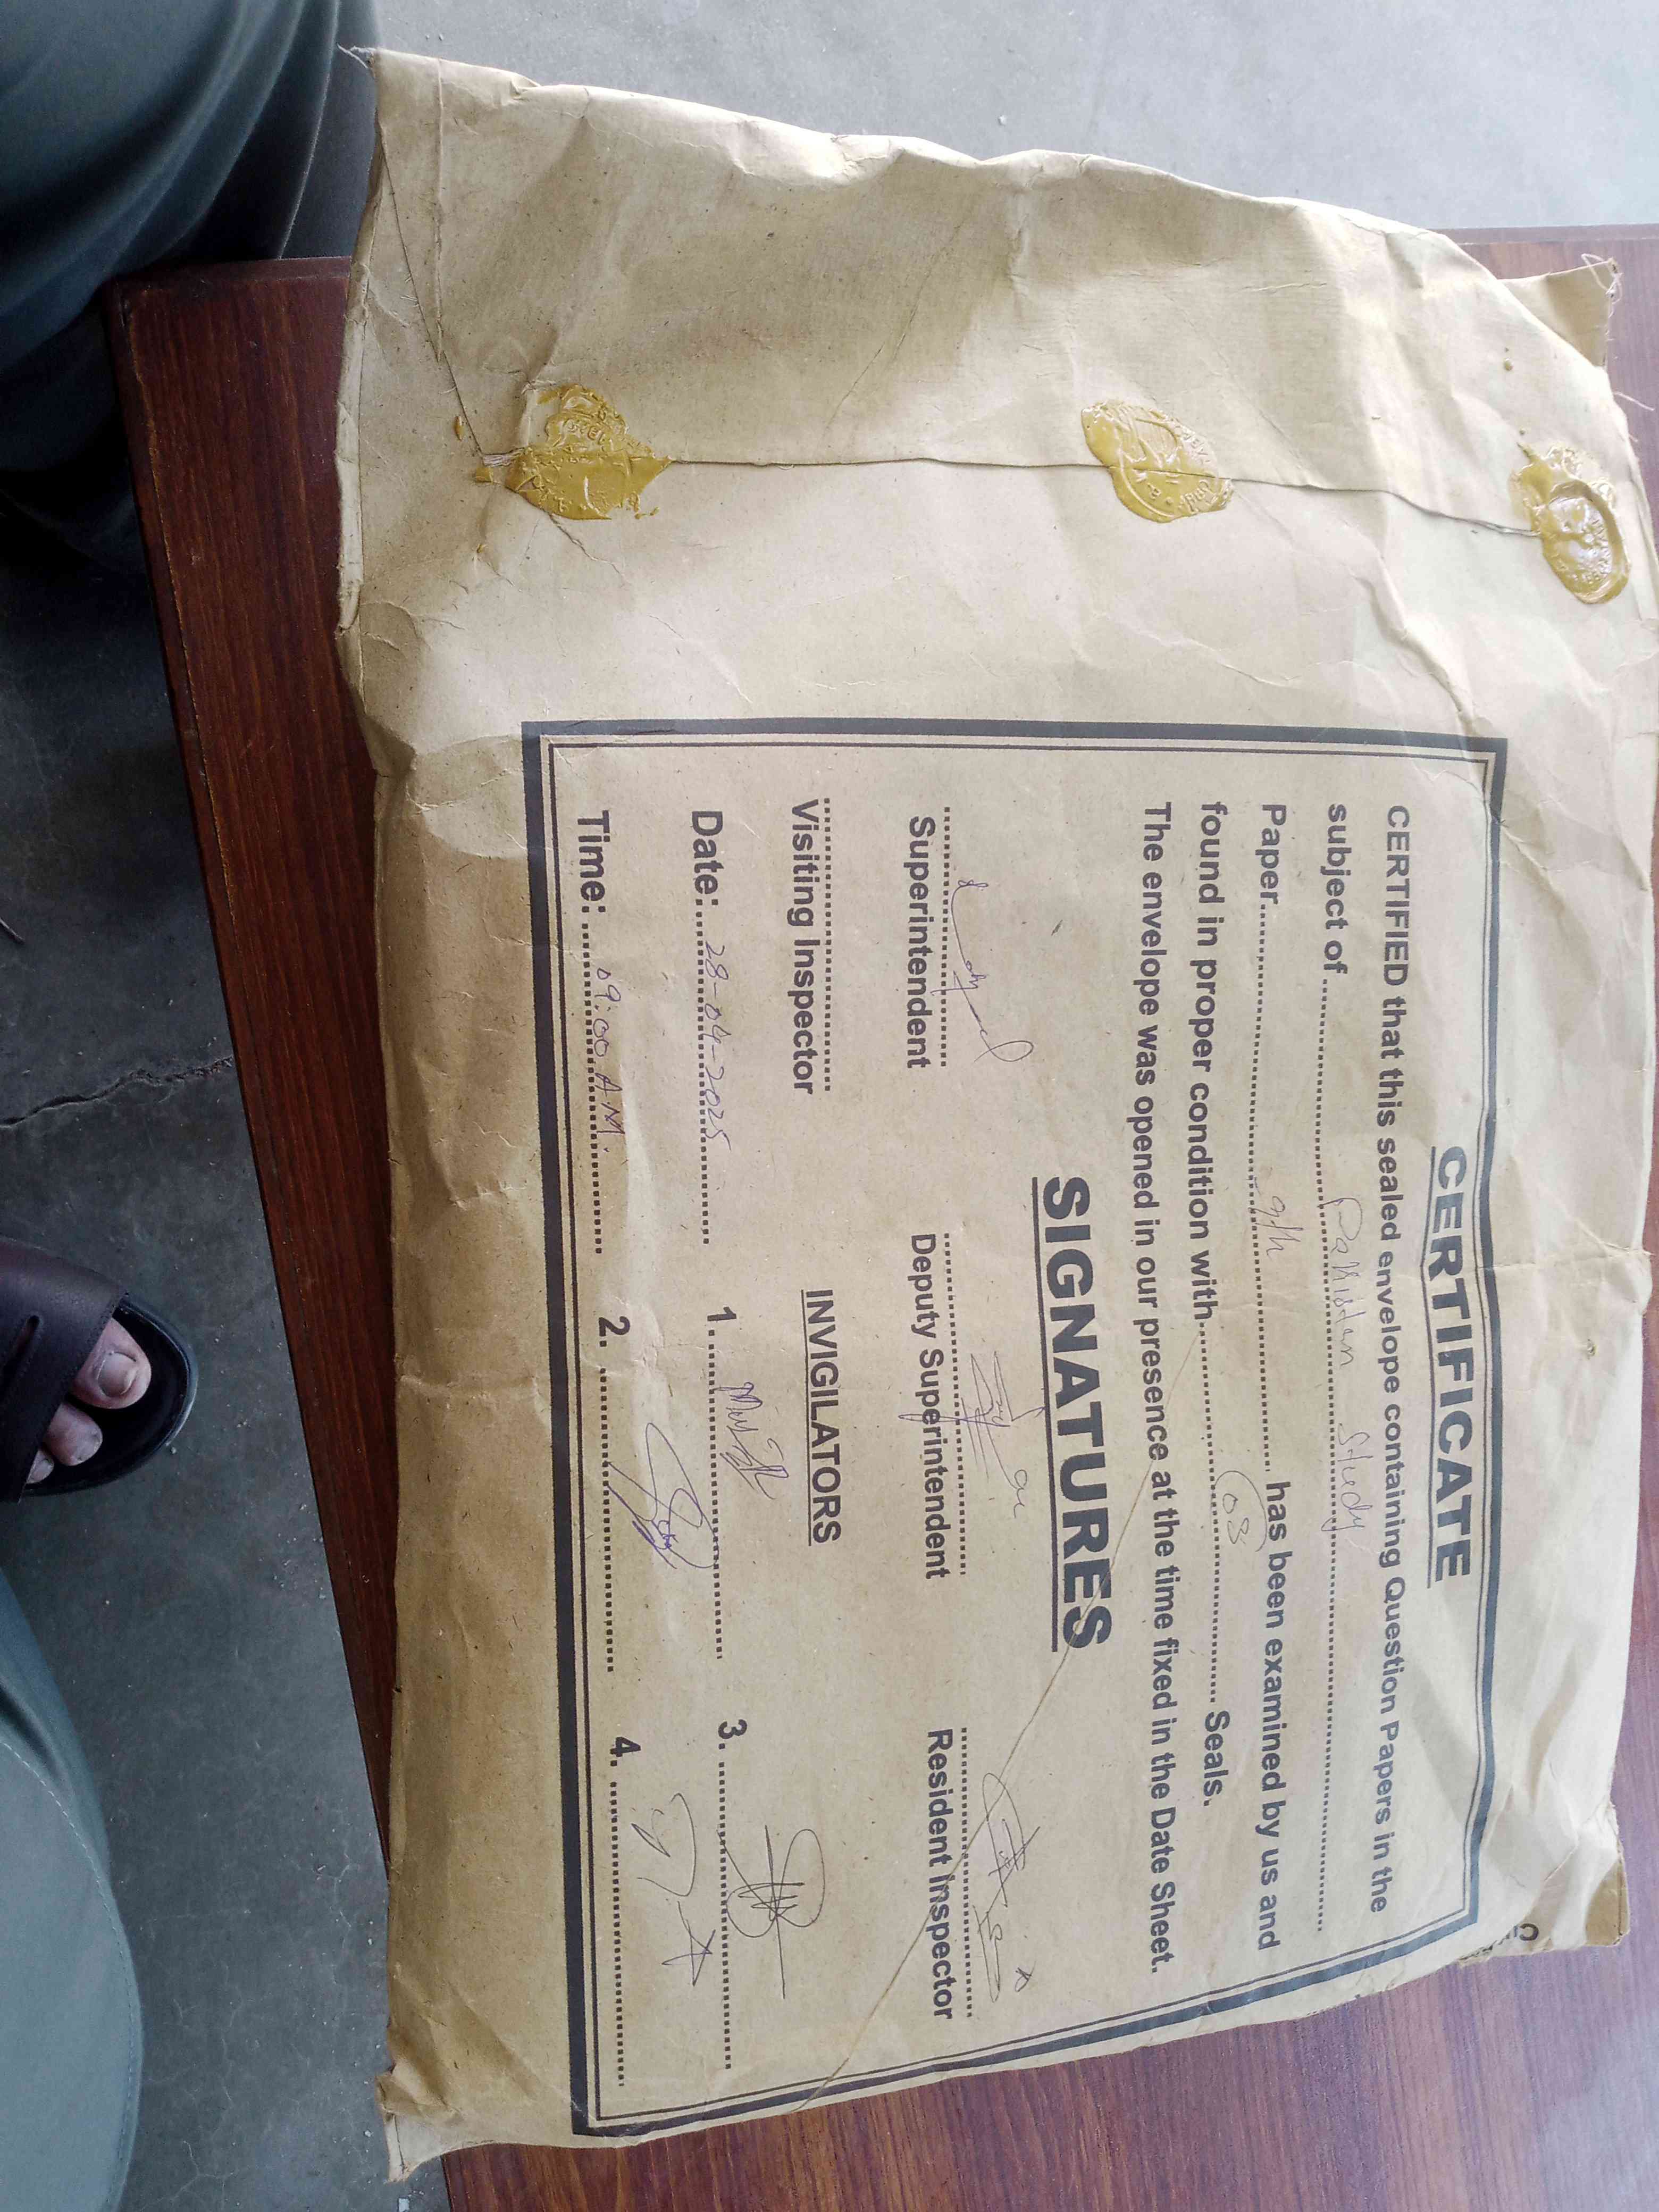 CERTIFICATE
CERTIFIED that this sealed envelope containing Question Papers in the
subject of Pakistan Study
Paper 9th has been examined by us and
found in proper condition with (03) Seals.
The envelope was opened in our presence at the time fixed in the Date Sheet.
SIGNATURES
Superintendent Deputy Superintendent Resident Inspector
Visiting Inspector INVIGILATORS
Date: 28-04-2025 1. 3.
Time: 09:00 AM. 2. 4.